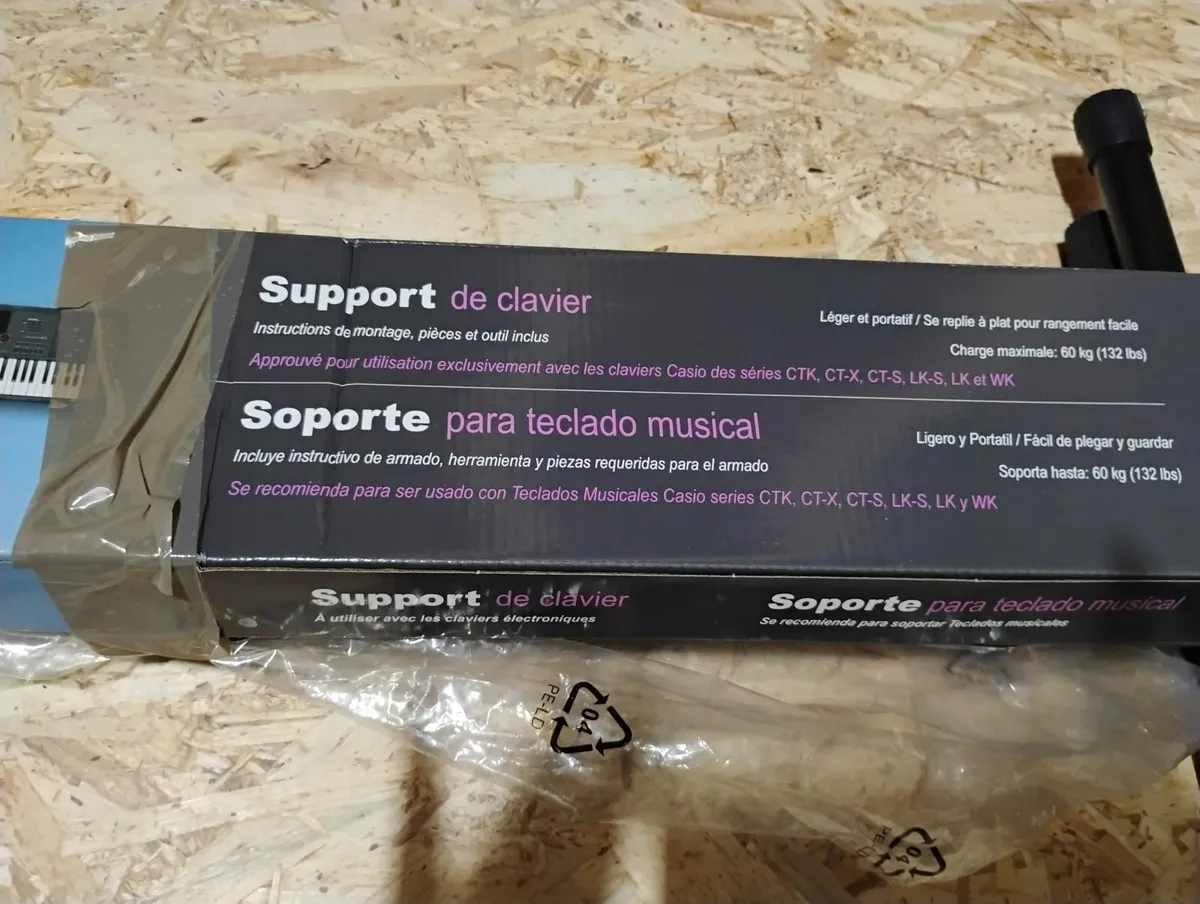 Support de clavier
Instructions de montage, pièces et outil inclus
Approuvé pour utilisation exclusivement avec les claviers Casio des séries CTK, CT-X, CT-S, LK-S, LK et WK
Léger et portatif / Se replie à plat pour rangement facile
Charge maximale: 60 kg (132 lbs)
Soporte para teclado musical
Incluye instructivo de armado, herramienta y piezas requeridas para el armado
Se recomienda para ser usado con Teclados Musicales Casio series CTK, CT-X, CT-S, LK-S, LK y WK
Ligero y Portatil / Fácil de plegar y guardar
Soporta hasta: 60 kg (132 lbs)
Support de clavier
À utiliser avec les claviers électroniques
Soporte para teclado musical
Se recomienda para soportar Teclados musicales
04
PE-LD
04
PE-LD